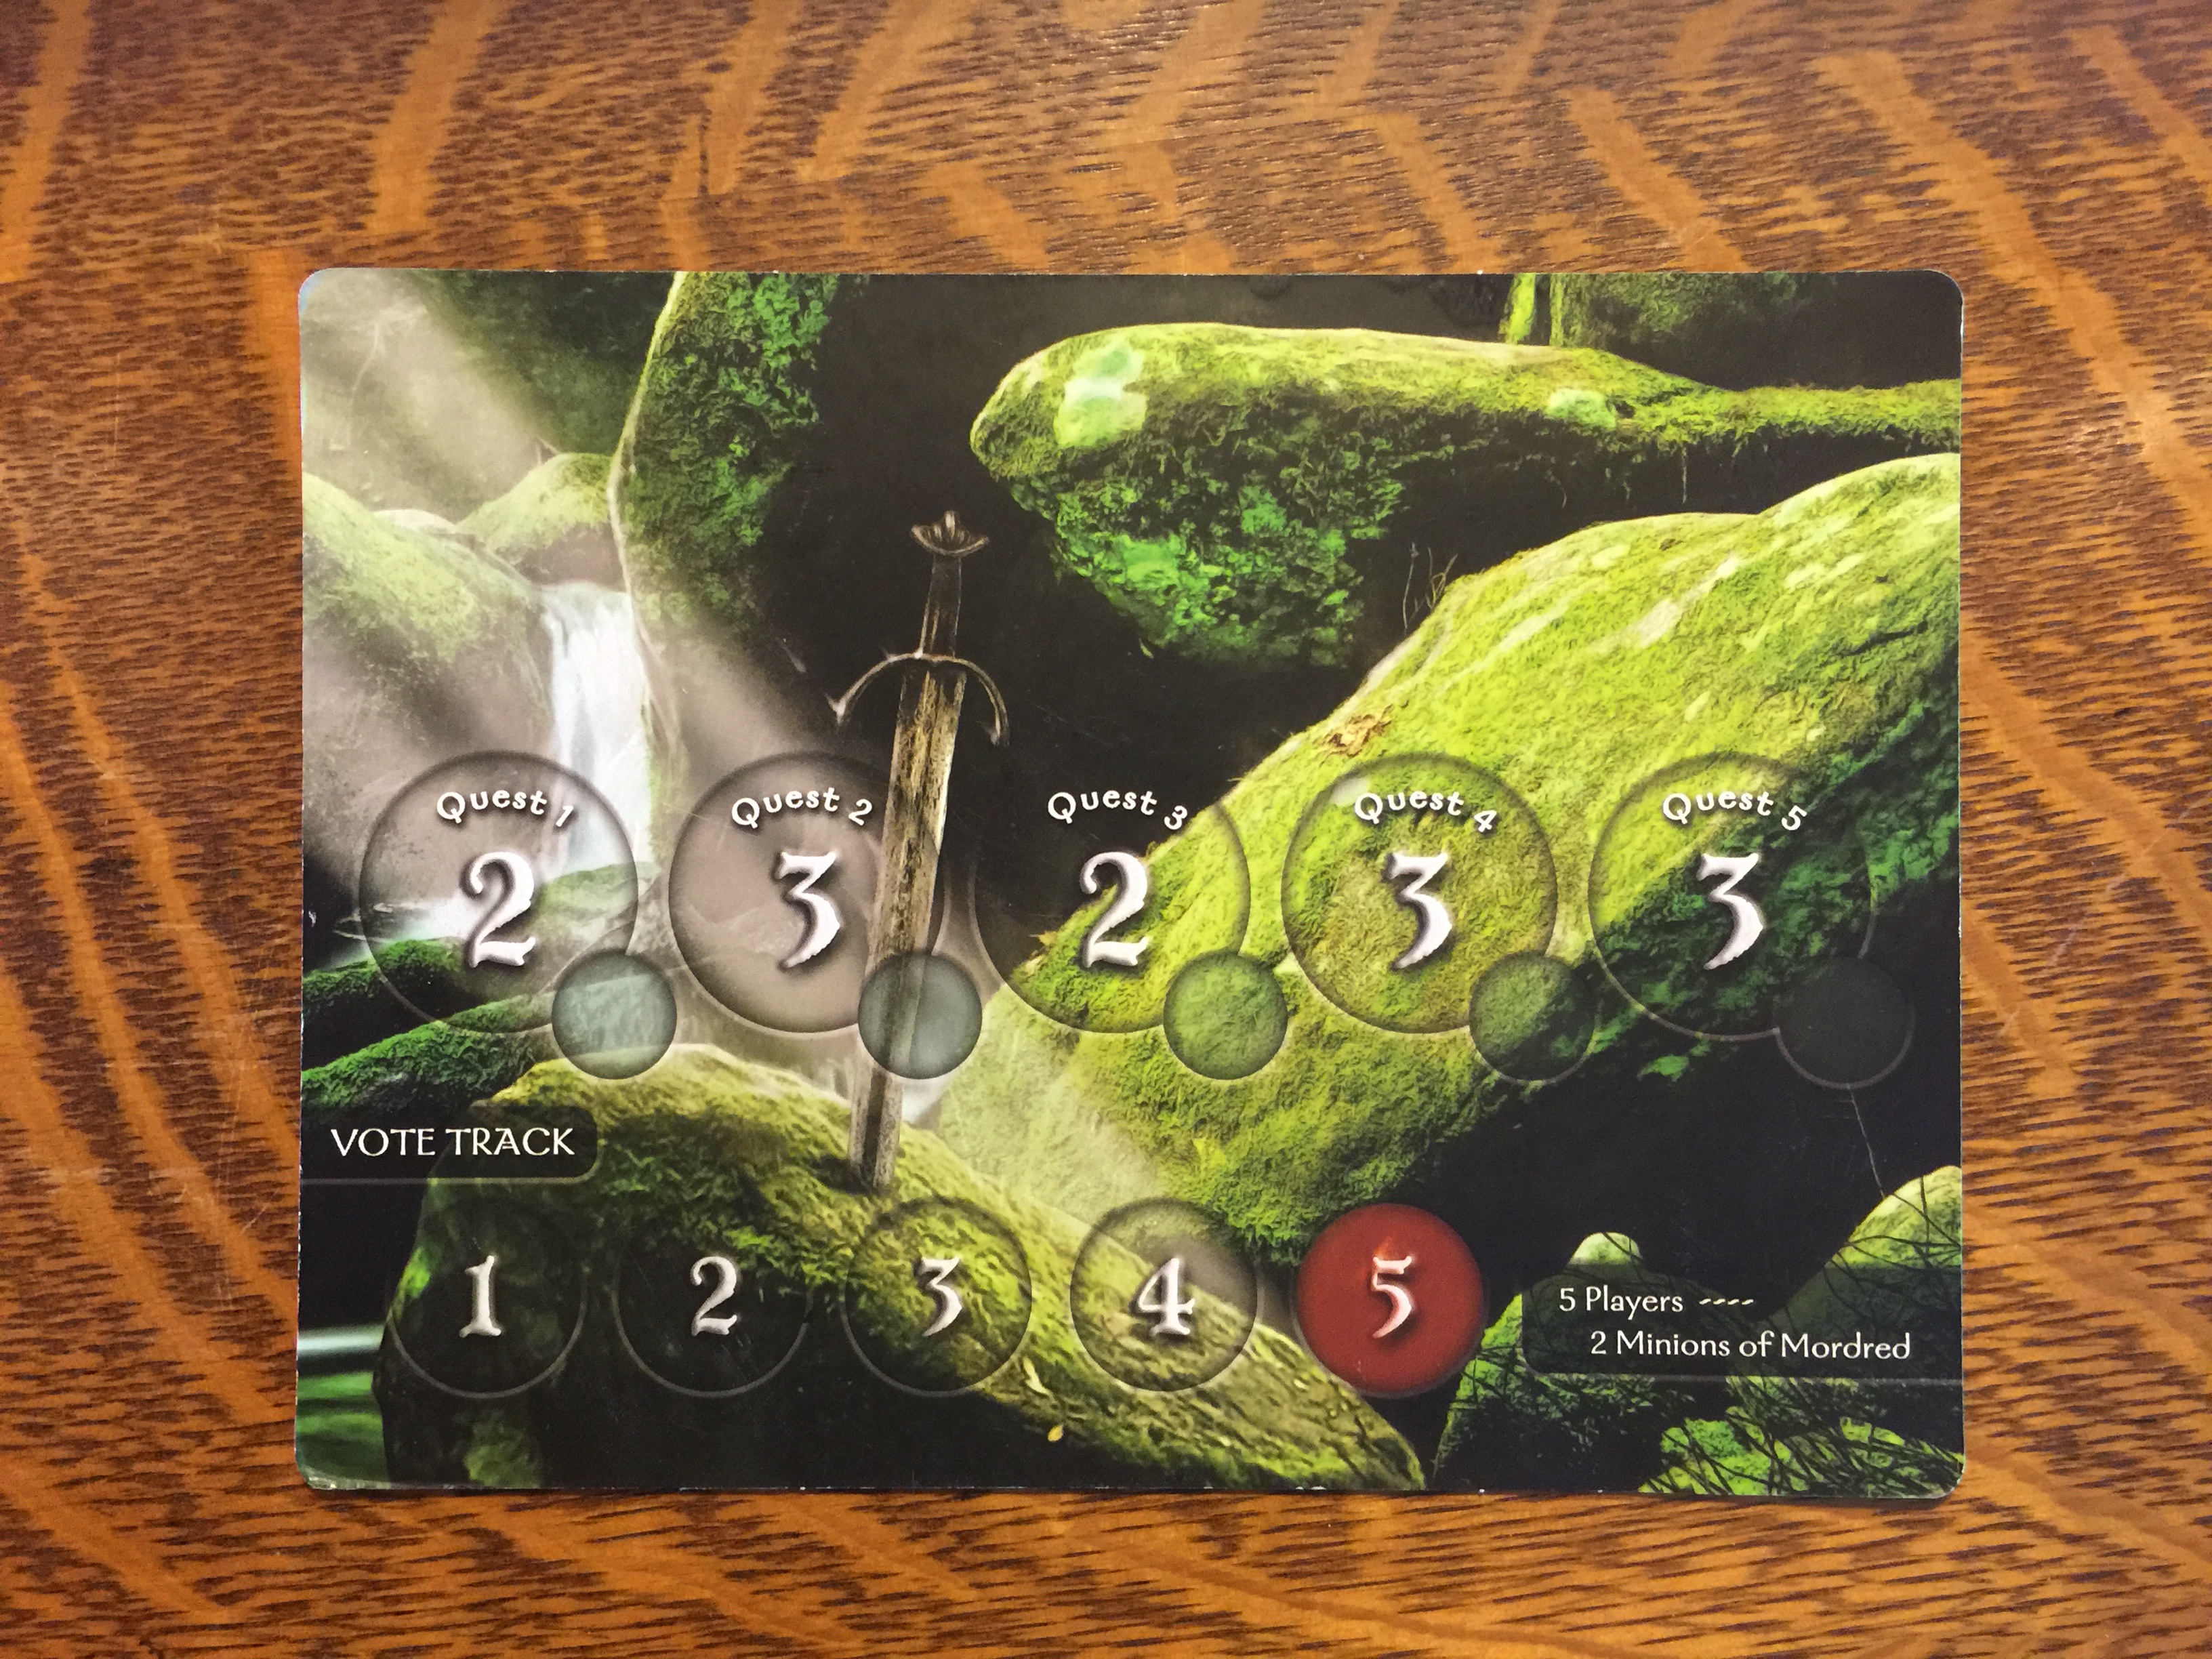 Quest 1 Quest 2 Quest 3 Quest 4 Quest 5
2 3 2 3 3
VOTE TRACK
1 2 3 4 5
5 Players ----
2 Minions of Mordred